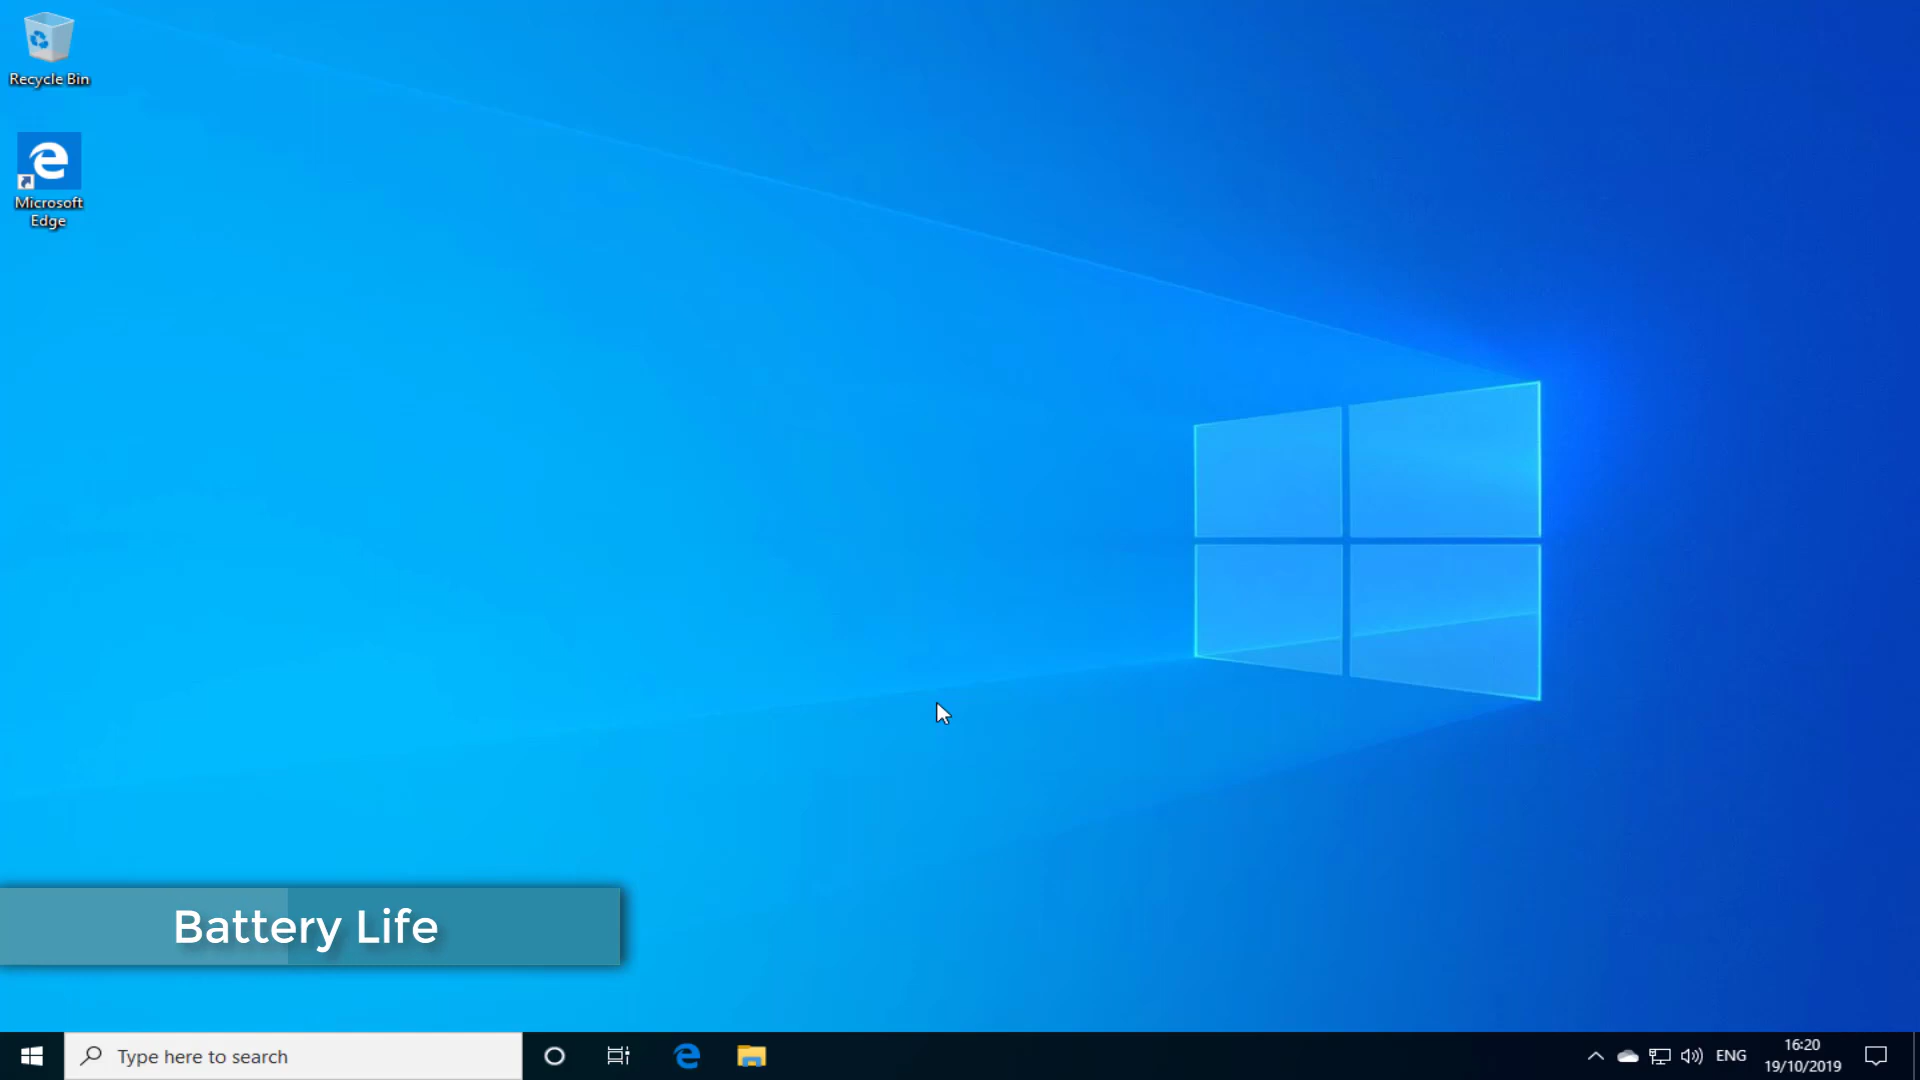 Recycle Bin
Microsoft
Edge
Battery Life
Type here to search
ENG
16:20
19/10/2019